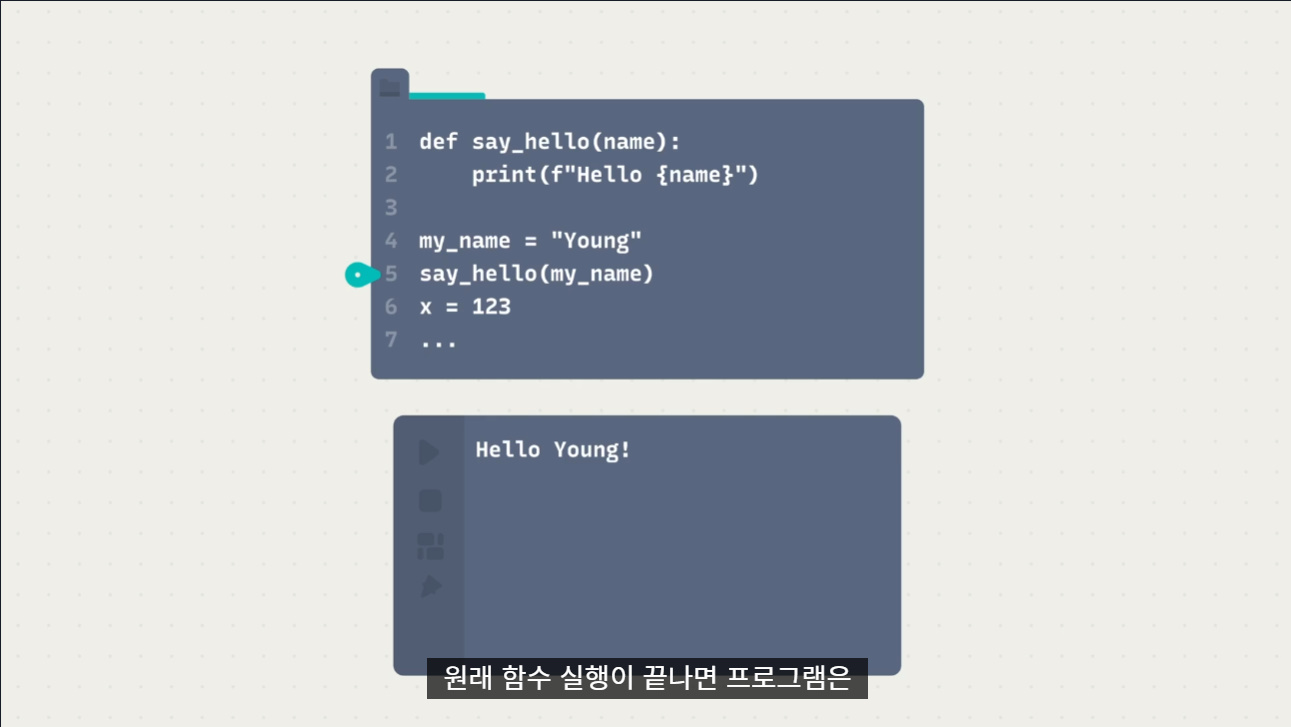 1 def say_hello(name):
2     print(f"Hello {name}")
3
4 my_name = "Young"
5 say_hello(my_name)
6 x = 123
7 ...
Hello Young!
원래 함수 실행이 끝나면 프로그램은